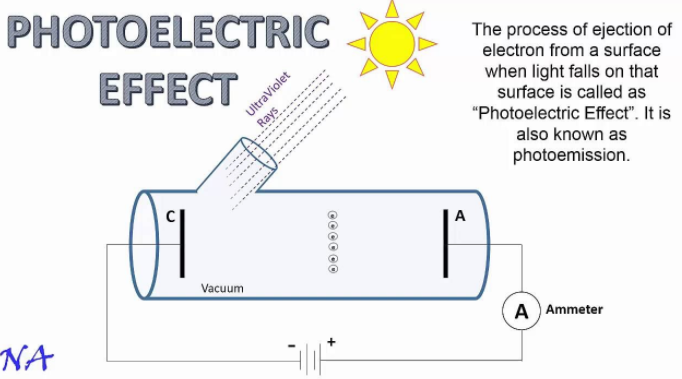 PHOTOELECTRIC
EFFECT
The process of ejection of
electron from a surface
when light falls on that
surface is called as
“Photoelectric Effect”. It is
also known as
photoemission.
UltraViolet
Rays
C
e
e
e
e
e
e
A
Vacuum
A
Ammeter
- +
NA